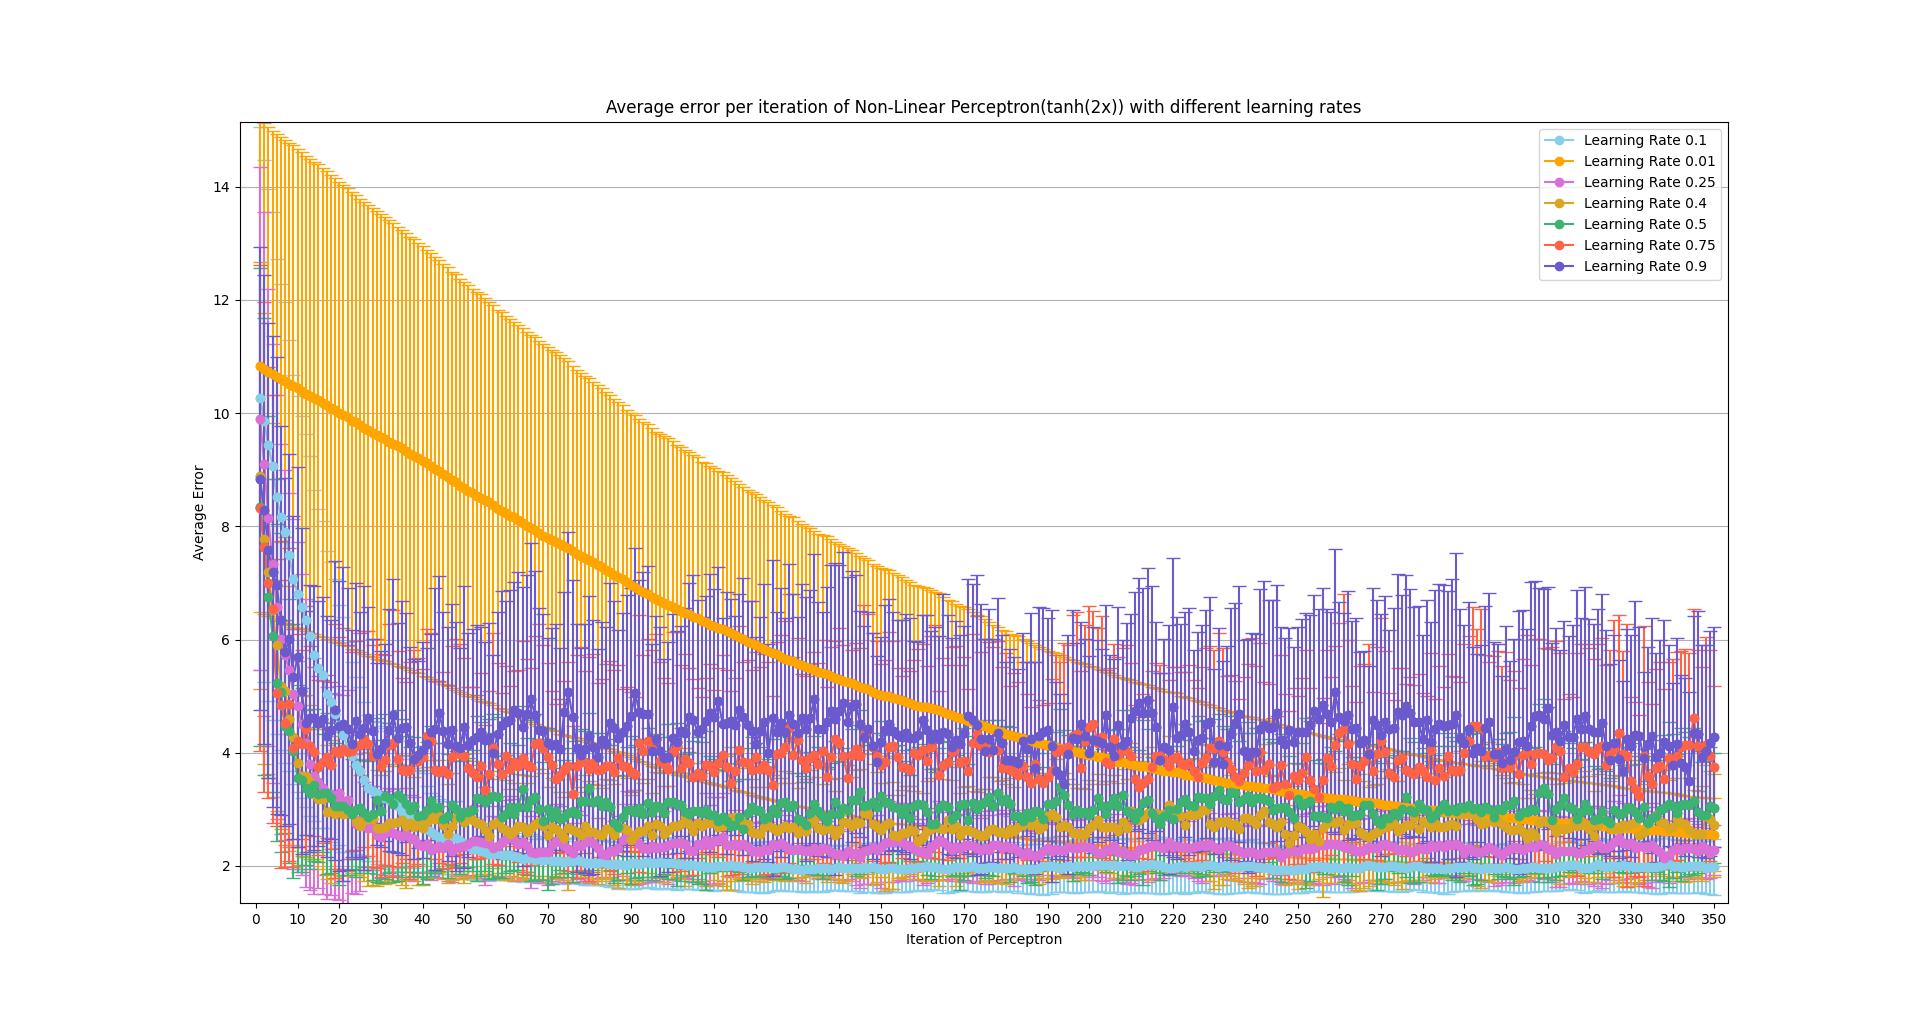 Average error per iteration of Non-Linear Perceptron(tanh(2x)) with different learning rates
Learning Rate 0.1
Learning Rate 0.01
Learning Rate 0.25
Learning Rate 0.4
Learning Rate 0.5
Learning Rate 0.75
Learning Rate 0.9
14
12
10
8
6
4
2
Average Error
0 10 20 30 40 50 60 70 80 90 100 110 120 130 140 150 160 170 180 190 200 210 220 230 240 250 260 270 280 290 300 310 320 330 340 350
Iteration of Perceptron